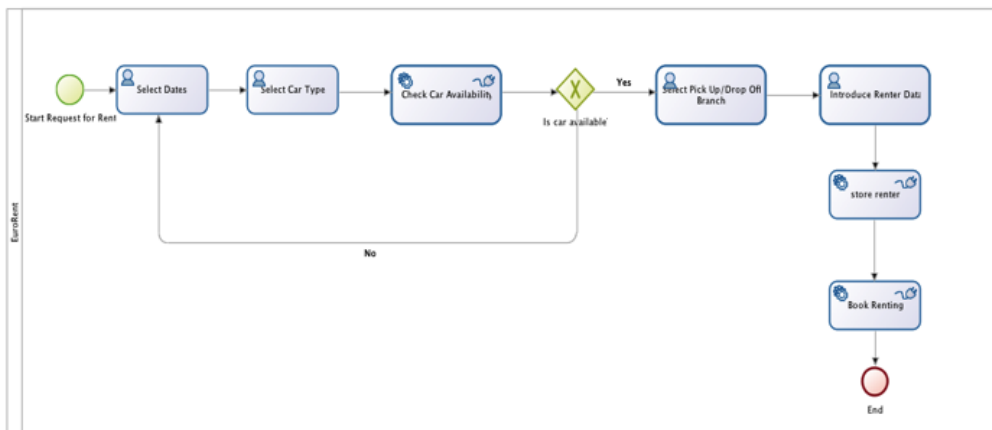 EuroRent
Start Request for Rent
Select Dates
Select Car Type
Check Car Availability
Is car available?
Yes
No
Select Pick Up/Drop Off
Branch
Introduce Renter Data
store renter
Book Renting
End